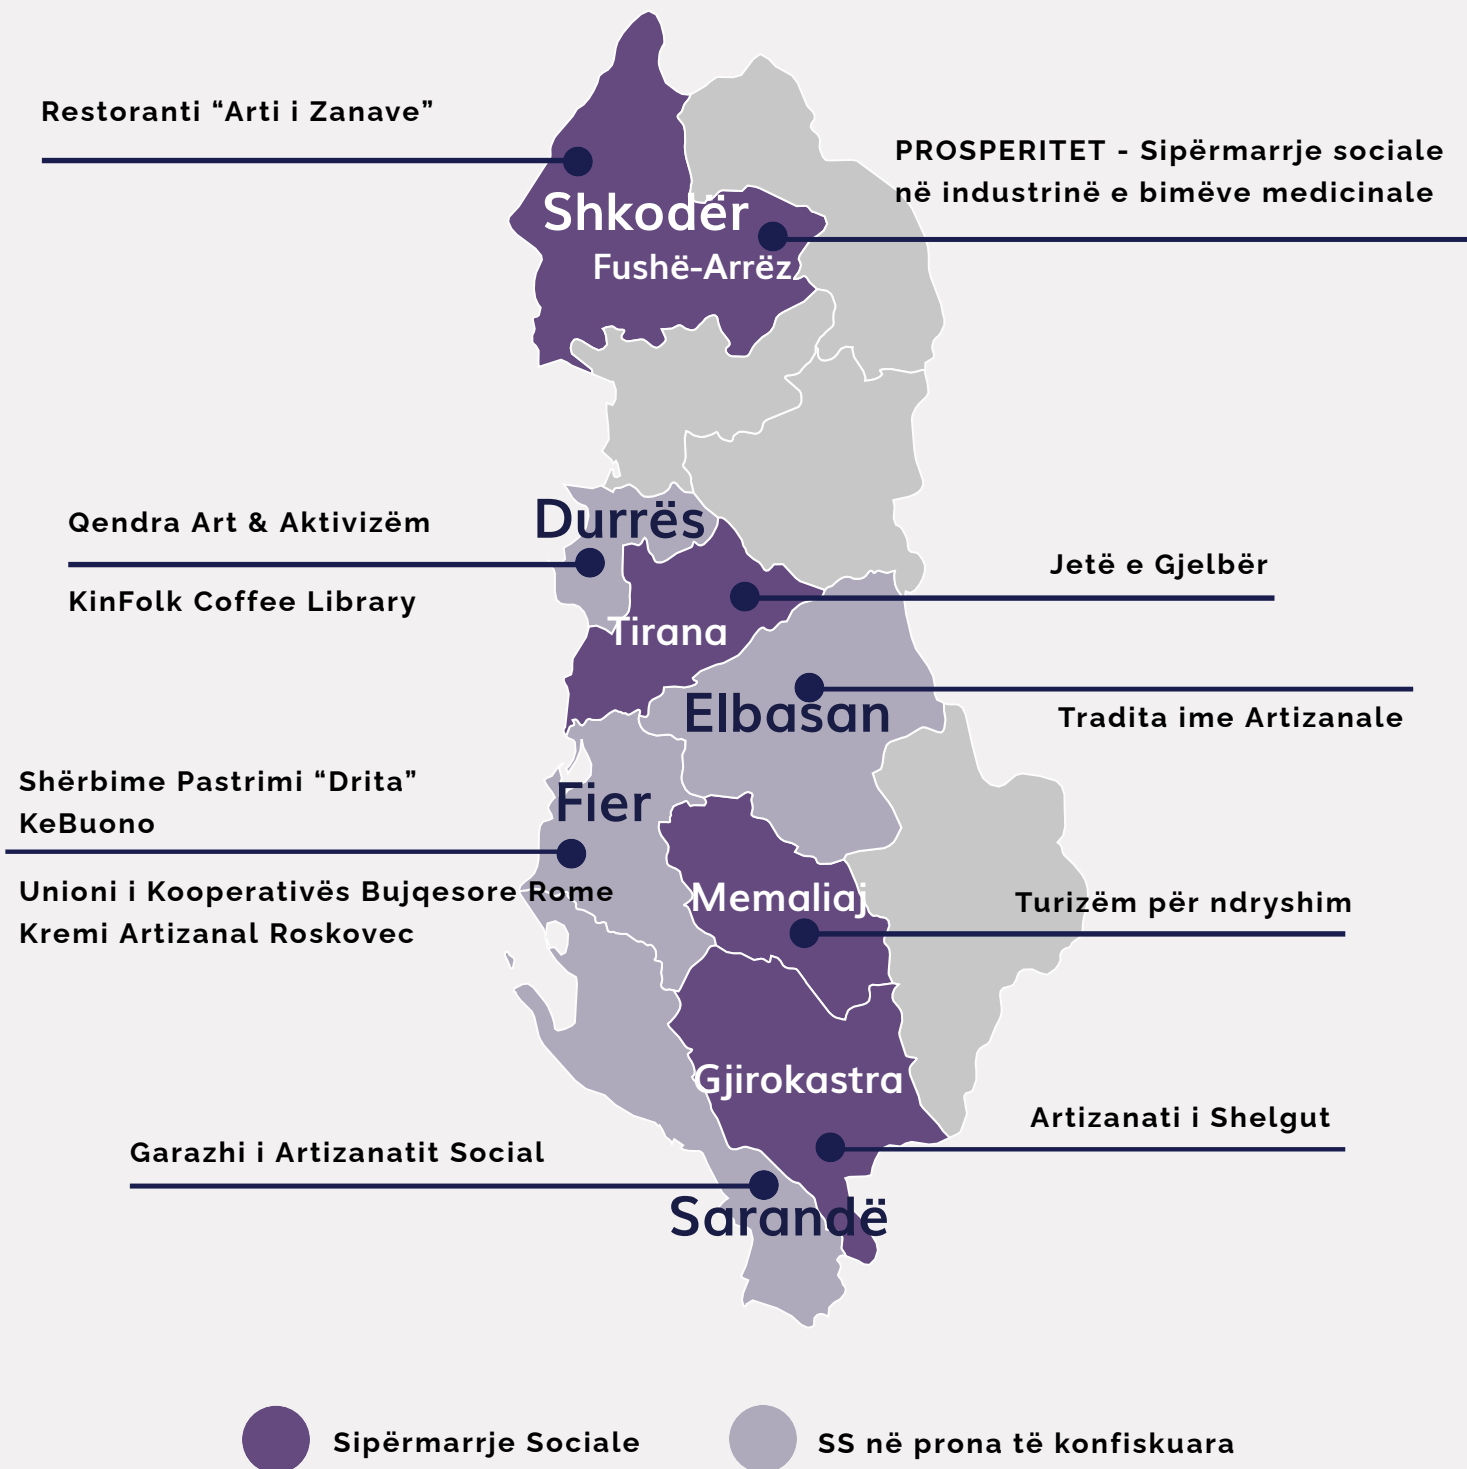 Restoranti “Arti i Zanave”
PROSPERITET - Sipërmarrje sociale
në industrinë e bimëve medicinale
Shkodër
Fushë-Arrëz
Durrës
Qendra Art & Aktivizëm
KinFolk Coffee Library
Jetë e Gjelbër
Tirana
Elbasan
Tradita ime Artizanale
Shërbime Pastrimi “Drita”
KeBuono
Fier
Unioni i Kooperativës Bujqesore Rome
Kremi Artizanal Roskovec
Memaliaj
Turizëm për ndryshim
Gjirokastra
Artizanati i Shelgut
Garazhi i Artizanatit Social
Sarandë
Sipërmarrje Sociale
SS në prona të konfiskuara